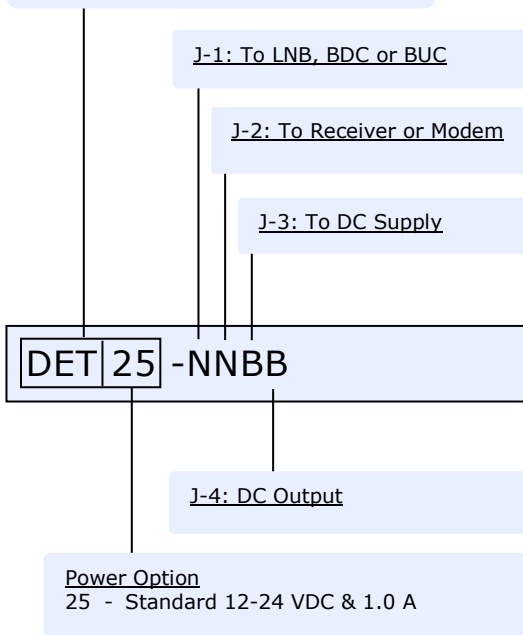 J-1: To LNB, BDC or BUC
J-2: To Receiver or Modem
J-3: To DC Supply
DET 25 -NNBB
J-4: DC Output
Power Option
25 - Standard 12-24 VDC & 1.0 A